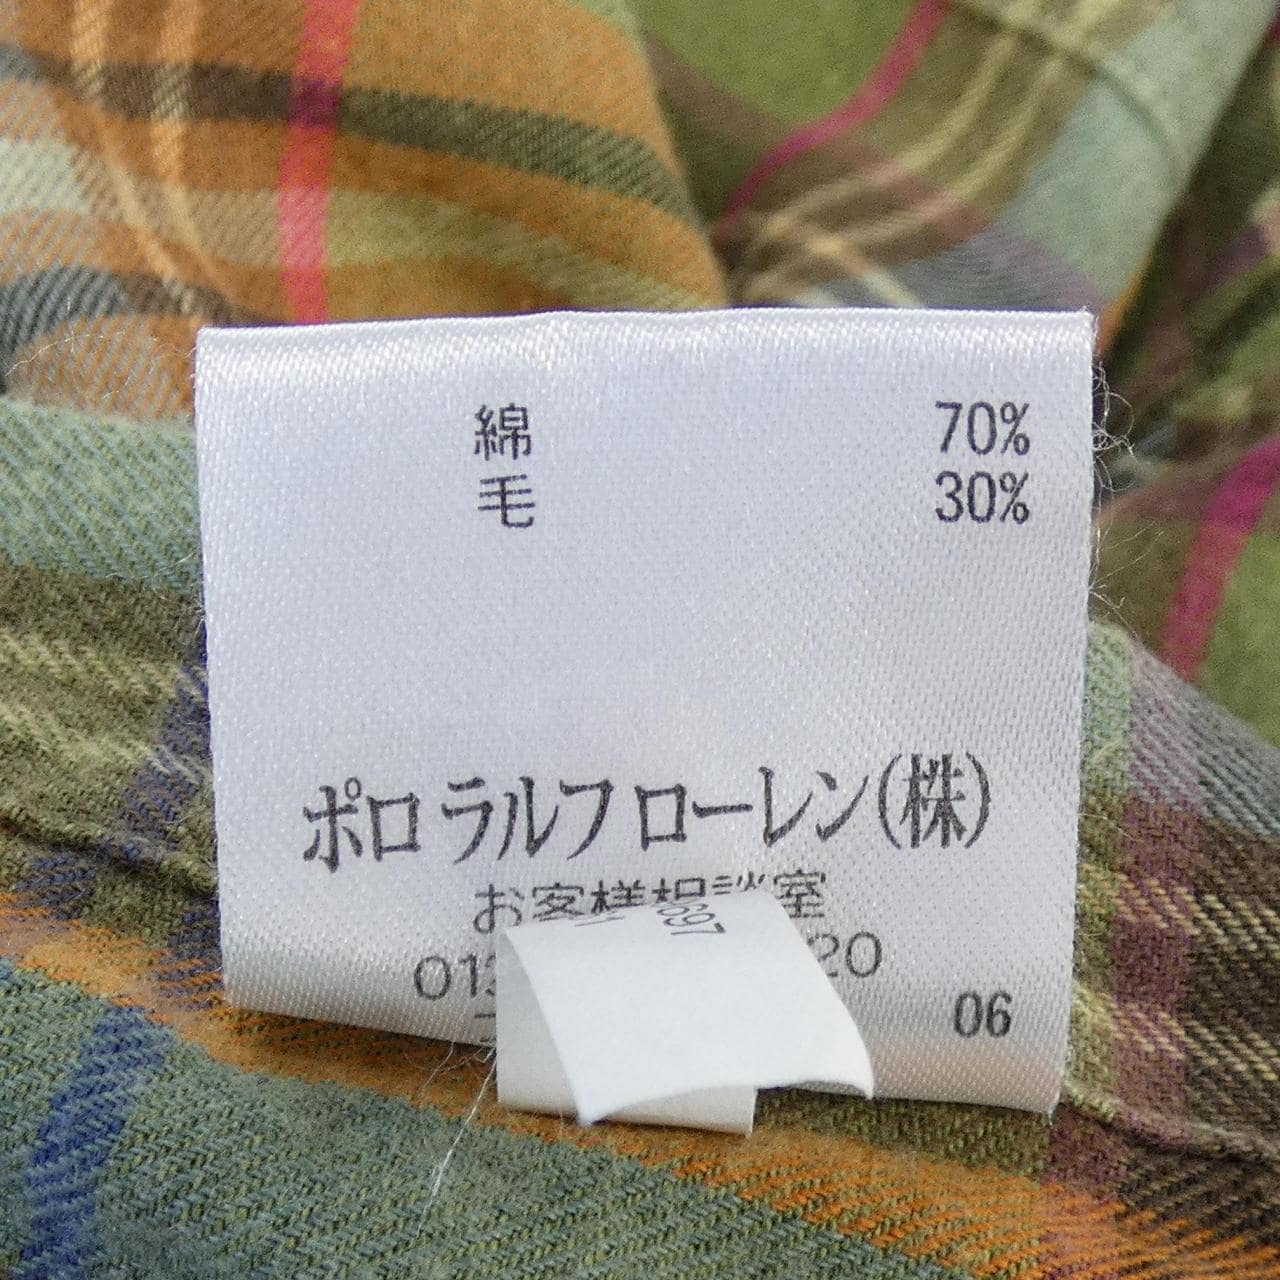 綿 70%
毛 30%
ポロ ラルフ ローレン(株)
お客様相談室
20
06
697